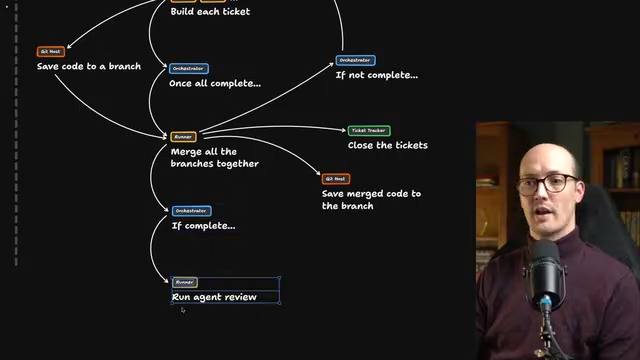 Build each ticket
Git Host
Save code to a branch
Orchestrator
Once all complete...
Orchestrator
If not complete...
Runner
Merge all the
branches together
Ticket Tracker
Close the tickets
Git Host
Save merged code to
the branch
Orchestrator
If complete...
Runner
Run agent review